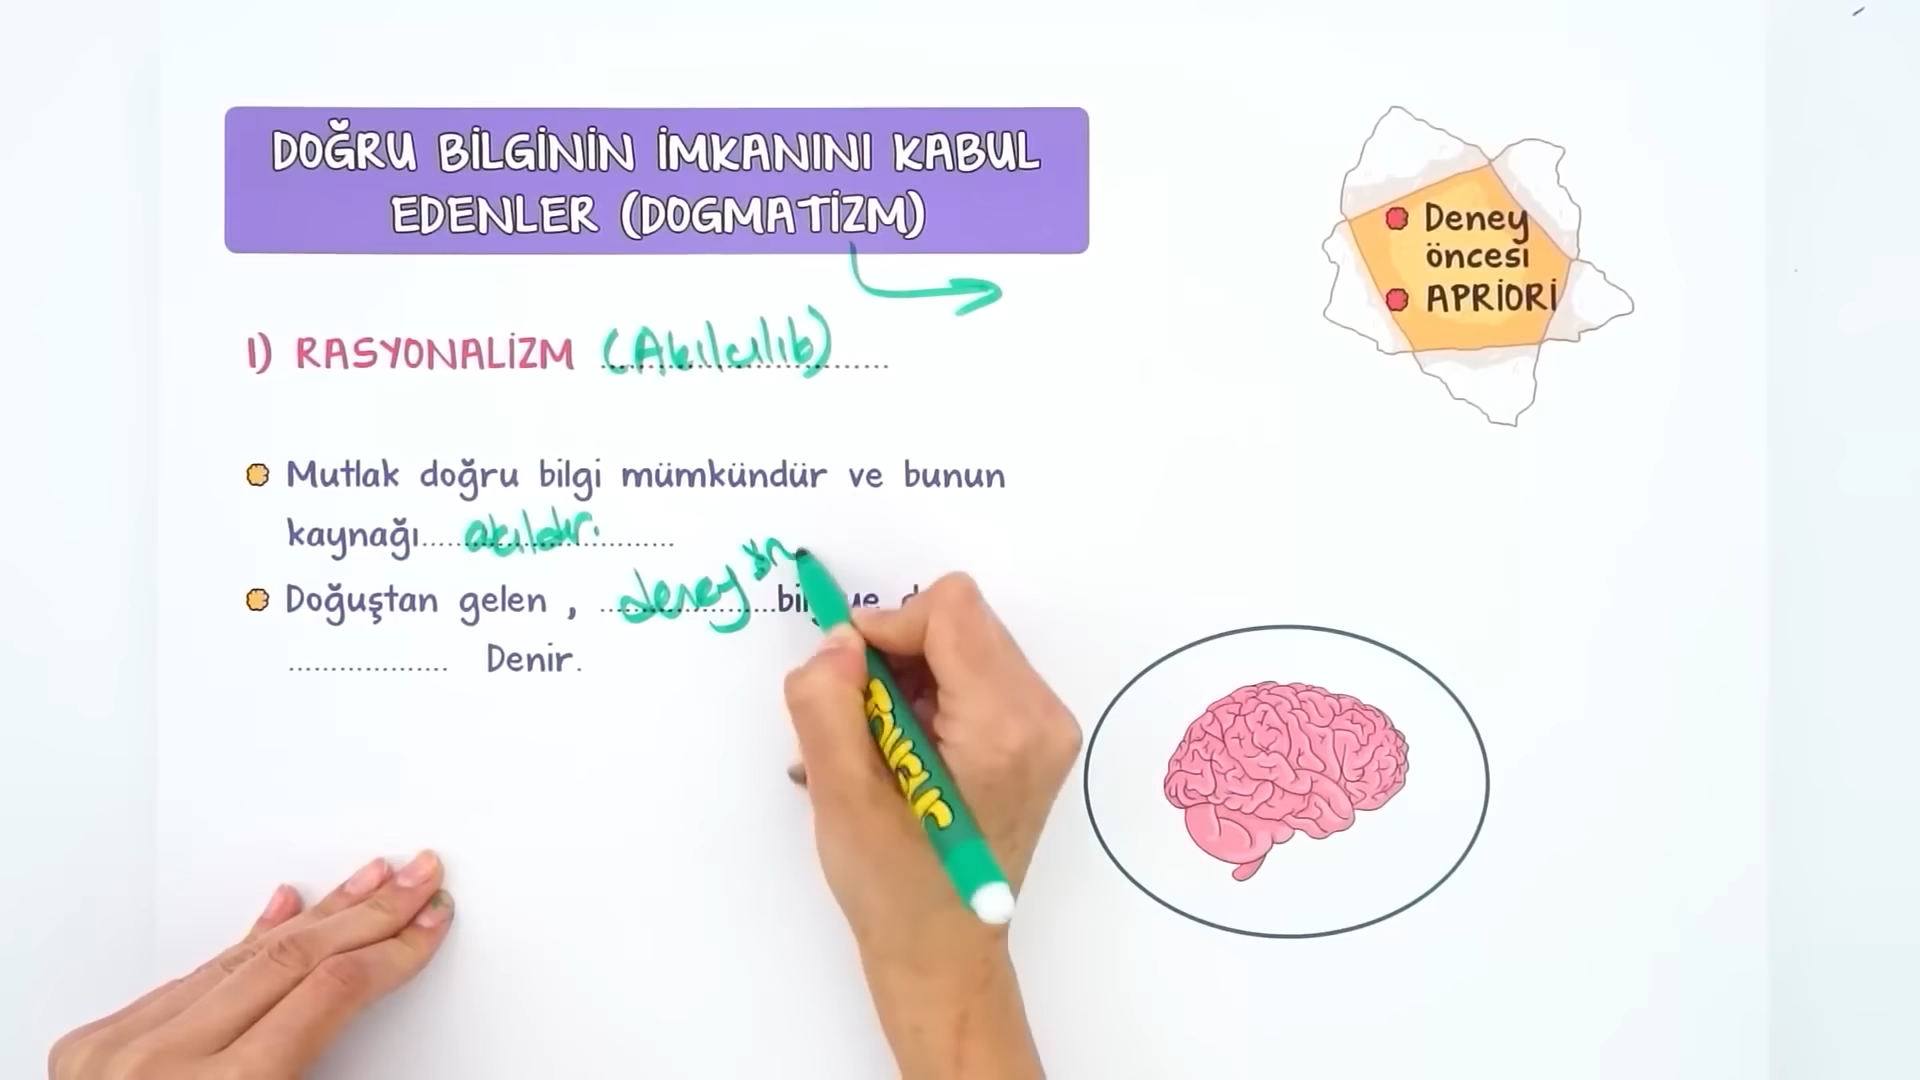 DOĞRU BİLGİNİN İMKANINI KABUL
EDENLER (DOGMATİZM)
Deney
öncesi
APRİORİ
1) RASYONALİZM (Akılcılık)
Mutlak doğru bilgi mümkündür ve bunun
kaynağı akıldır.
Doğuştan gelen , deney ön
Denir.